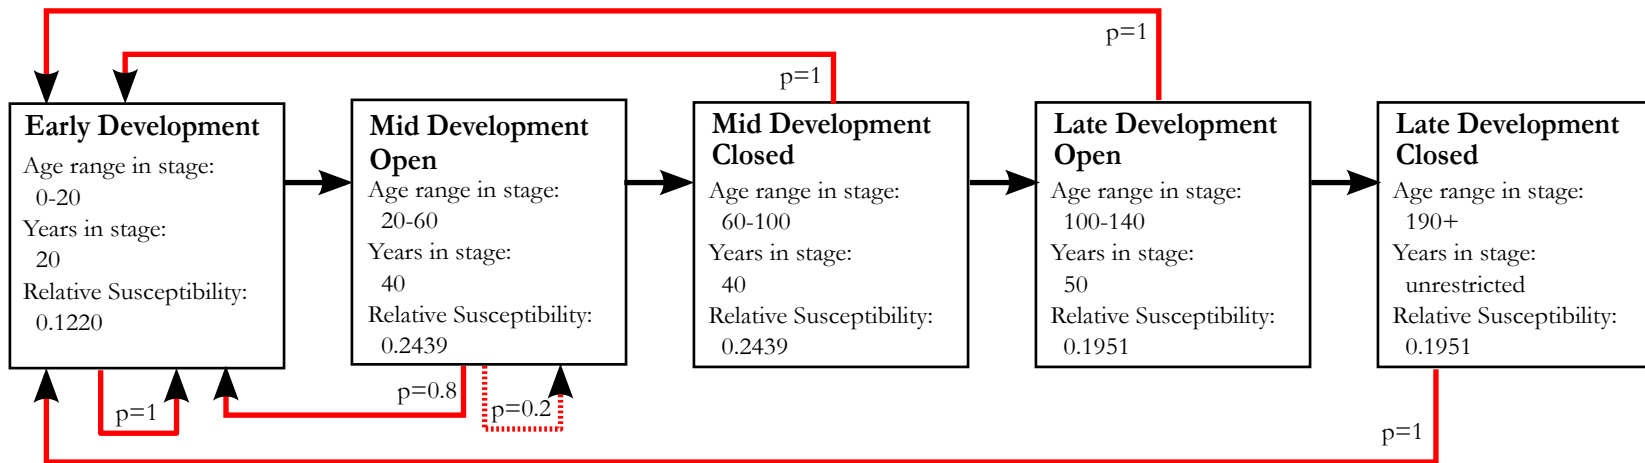 p=1
p=1
Early Development
Age range in stage:
0-20
Years in stage:
20
Relative Susceptibility:
0.1220
Mid Development
Open
Age range in stage:
20-60
Years in stage:
40
Relative Susceptibility:
0.2439
Mid Development
Closed
Age range in stage:
60-100
Years in stage:
40
Relative Susceptibility:
0.2439
Late Development
Open
Age range in stage:
100-140
Years in stage:
50
Relative Susceptibility:
0.1951
Late Development
Closed
Age range in stage:
190+
Years in stage:
unrestricted
Relative Susceptibility:
0.1951
p=1
p=0.8
p=0.2
p=1